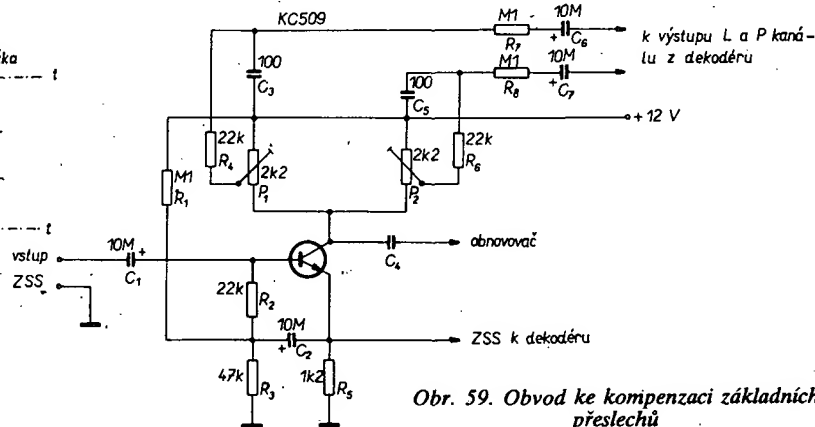 KC509
M1
R7
10M
+ C6
k výstupu L a P kaná-
lu z dekodéru
M1
R8
10M
+ C7
100
C3
100
C5
+ 12 V
22k
R4
2k2
P1
2k2
P2
22k
R6
M1
R1
t
t
vstup
ZSS
10M +
C1
C4
obnovovač
22k
R2
10M
+ C2
ZSS k dekodéru
47k
R3
1k2
R5
Obr. 59. Obvod ke kompenzaci základních
přeslechů